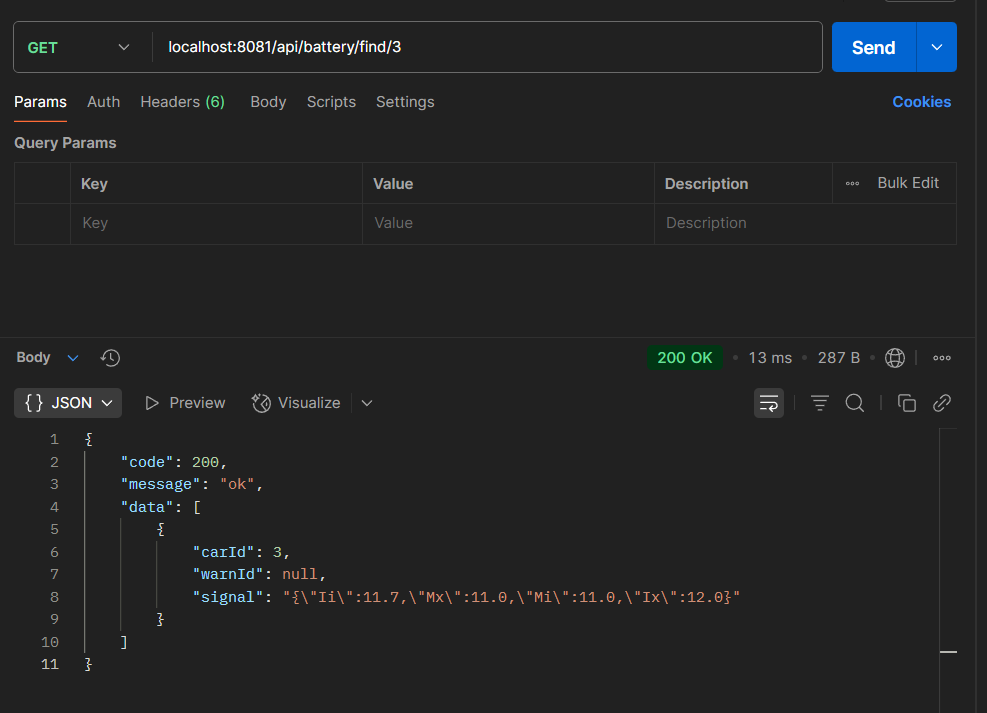 GET localhost:8081/api/battery/find/3 Send
Params Auth Headers (6) Body Scripts Settings Cookies
Query Params
Key Value Description Bulk Edit
Key Value Description
Body 200 OK • 13 ms • 287 B •
{} JSON Preview Visualize
1 {
2 "code": 200,
3 "message": "ok",
4 "data": [
5 {
6 "carId": 3,
7 "warnId": null,
8 "signal": "{\"Ii\":11.7,\"Mx\":11.0,\"Mi\":11.0,\"Ix\":12.0}"
9 }
10 ]
11 }